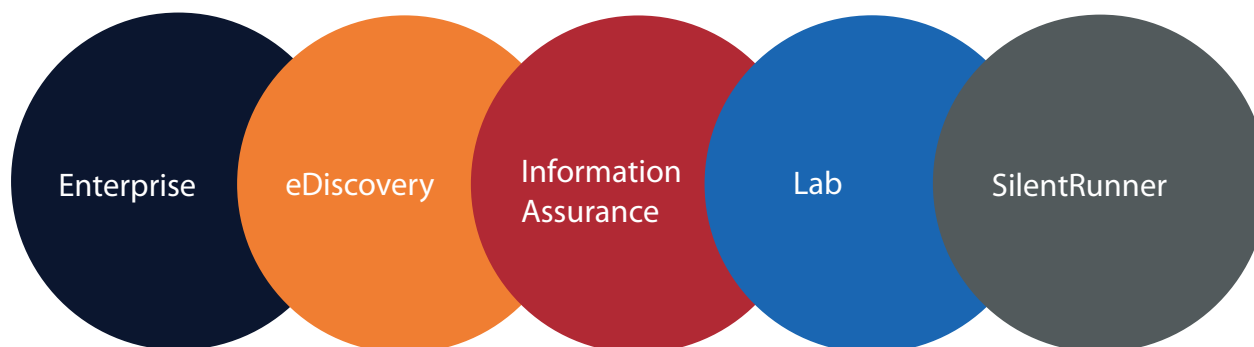 Enterprise
eDiscovery
Information
Assurance
Lab
SilentRunner